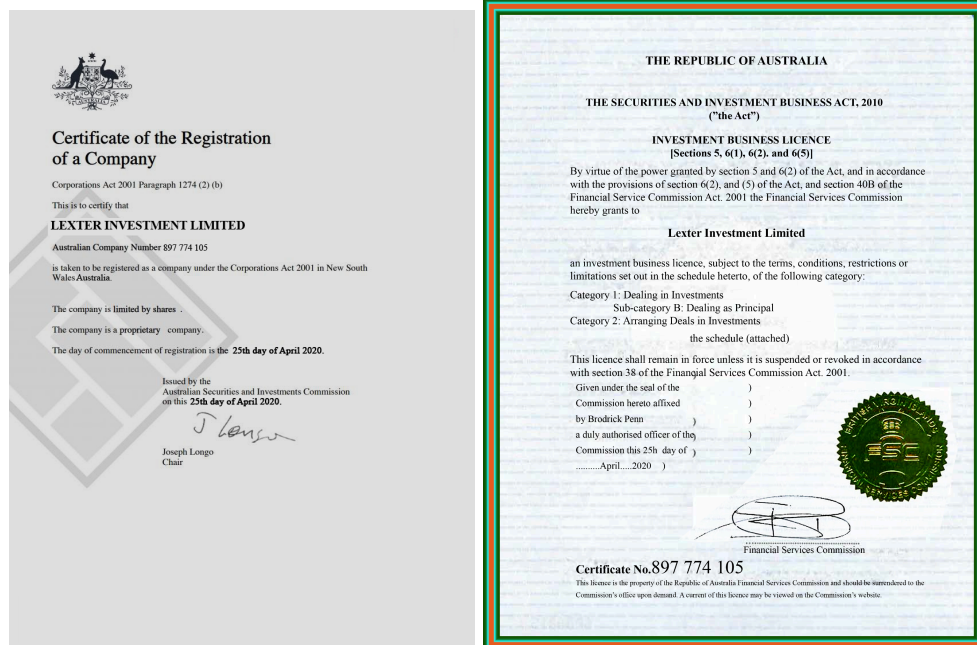 AUSTRALIA
Certificate of the Registration
of a Company
Corporations Act 2001 Paragraph 1274 (2) (b)
This is to certify that
LEXTER INVESTMENT LIMITED
Australian Company Number 897 774 105
is taken to be registered as a company under the Corporations Act 2001 in New South
Wales Australia.
The company is limited by shares .
The company is a proprietary company.
The day of commencement of registration is the 25th day of April 2020.
Issued by the
Australian Securities and Investments Commission
on this 25th day of April 2020.
J Longo
Joseph Longo
Chair
THE REPUBLIC OF AUSTRALIA
THE SECURITIES AND INVESTMENT BUSINESS ACT, 2010
("the Act")
INVESTMENT BUSINESS LICENCE
[Sections 5, 6(1), 6(2). and 6(5)]
By virtue of the power granted by section 5 and 6(2) of the Act, and in accordance
with the provisions of section 6(2), and (5) of the Act, and section 40B of the
Financial Service Commission Act. 2001 the Financial Services Commission
hereby grants to
Lexter Investment Limited
an investment business licence, subject to the terms, conditions, restrictions or
limitations set out in the schedule heterto, of the following category:
Category 1: Dealing in Investments
Sub-category B: Dealing as Principal
Category 2: Arranging Deals in Investments
the schedule (attached)
This licence shall remain in force unless it is suspended or revoked in accordance
with section 38 of the Financial Services Commission Act. 2001.
Given under the seal of the )
Commission hereto affixed )
by Brodrick Penn ) )
a duly authorised officer of the) )
Commission this 25h day of ) )
..........April.....2020 )
FSC
Financial Services Commission
Certificate No.897 774 105
This licence is the property of the Republic of Australia Financial Services Commission and should be surrendered to the
Commission's office upon demand. A current of this licence may be viewed on the Commission's website.